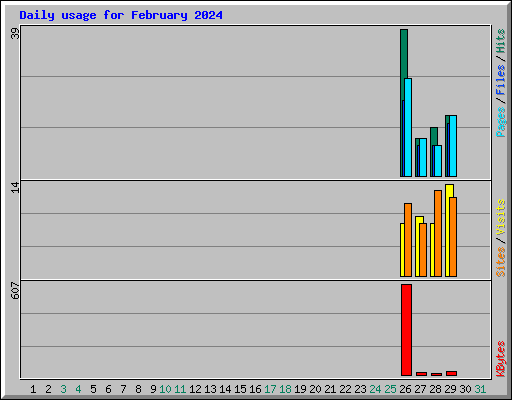 Daily usage for February 2024
39
Pages / Files / Hits
14
Sites / Visits
607
KBytes
1 2 3 4 5 6 7 8 9 10 11 12 13 14 15 16 17 18 19 20 21 22 23 24 25 26 27 28 29 30 31